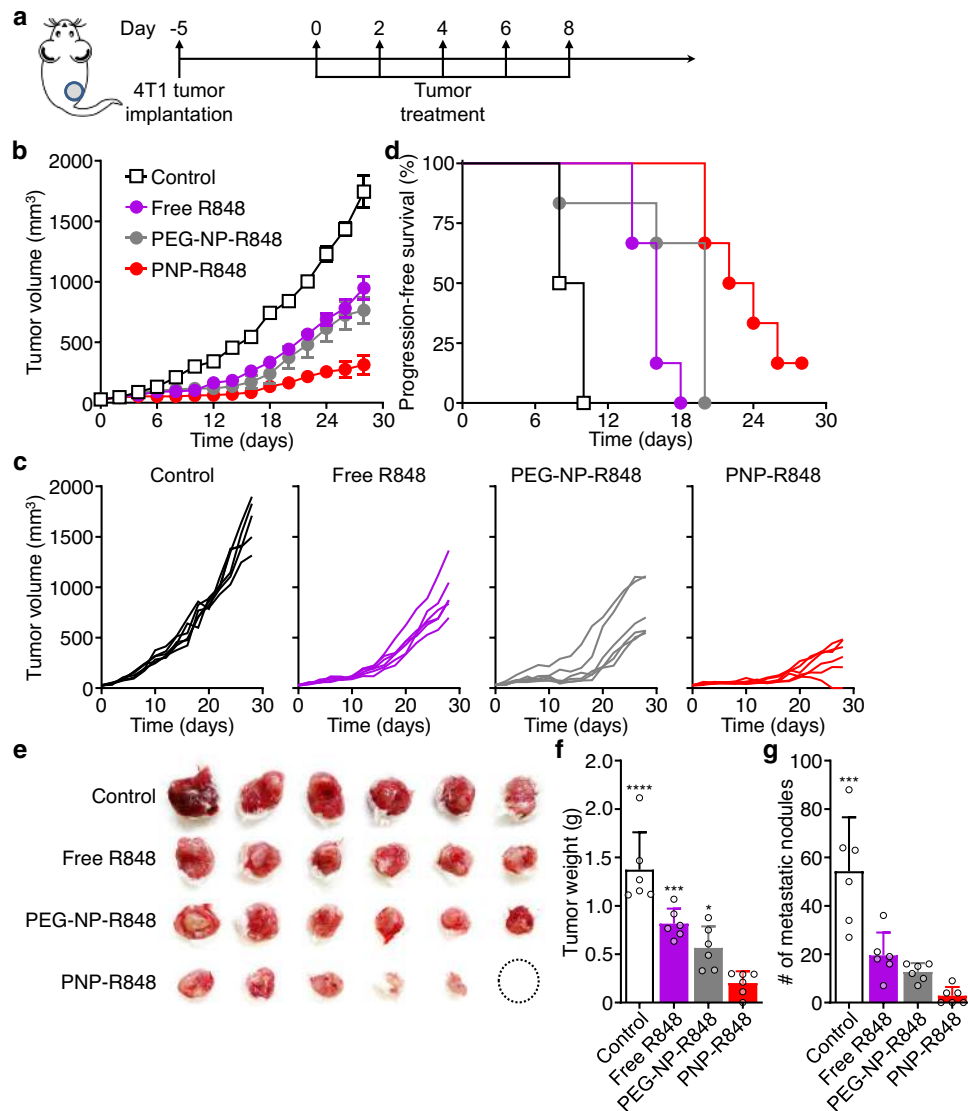 a
Day -5 0 2 4 6 8
4T1 tumor
implantation
Tumor
treatment
b
Tumor volume (mm³)
2000
1500
1000
500
0
Control
Free R848
PEG-NP-R848
PNP-R848
0 6 12 18 24 30
Time (days)
d
Progression-free survival (%)
100
75
50
25
0
0 6 12 18 24 30
Time (days)
c
Control Free R848 PEG-NP-R848 PNP-R848
Tumor volume (mm³)
2000
1500
1000
500
0
0 10 20 30 0 10 20 30 0 10 20 30 0 10 20 30
Time (days) Time (days) Time (days) Time (days)
e
Control
Free R848
PEG-NP-R848
PNP-R848
f
Tumor weight (g)
2.0
2.0
1.5
1.0
0.5
0
****
***
*
Control
Free R848
PEG-NP-R848
PNP-R848
g
# of metastatic nodules
100
80
60
40
20
0
***
Control
Free R848
PEG-NP-R848
PNP-R848